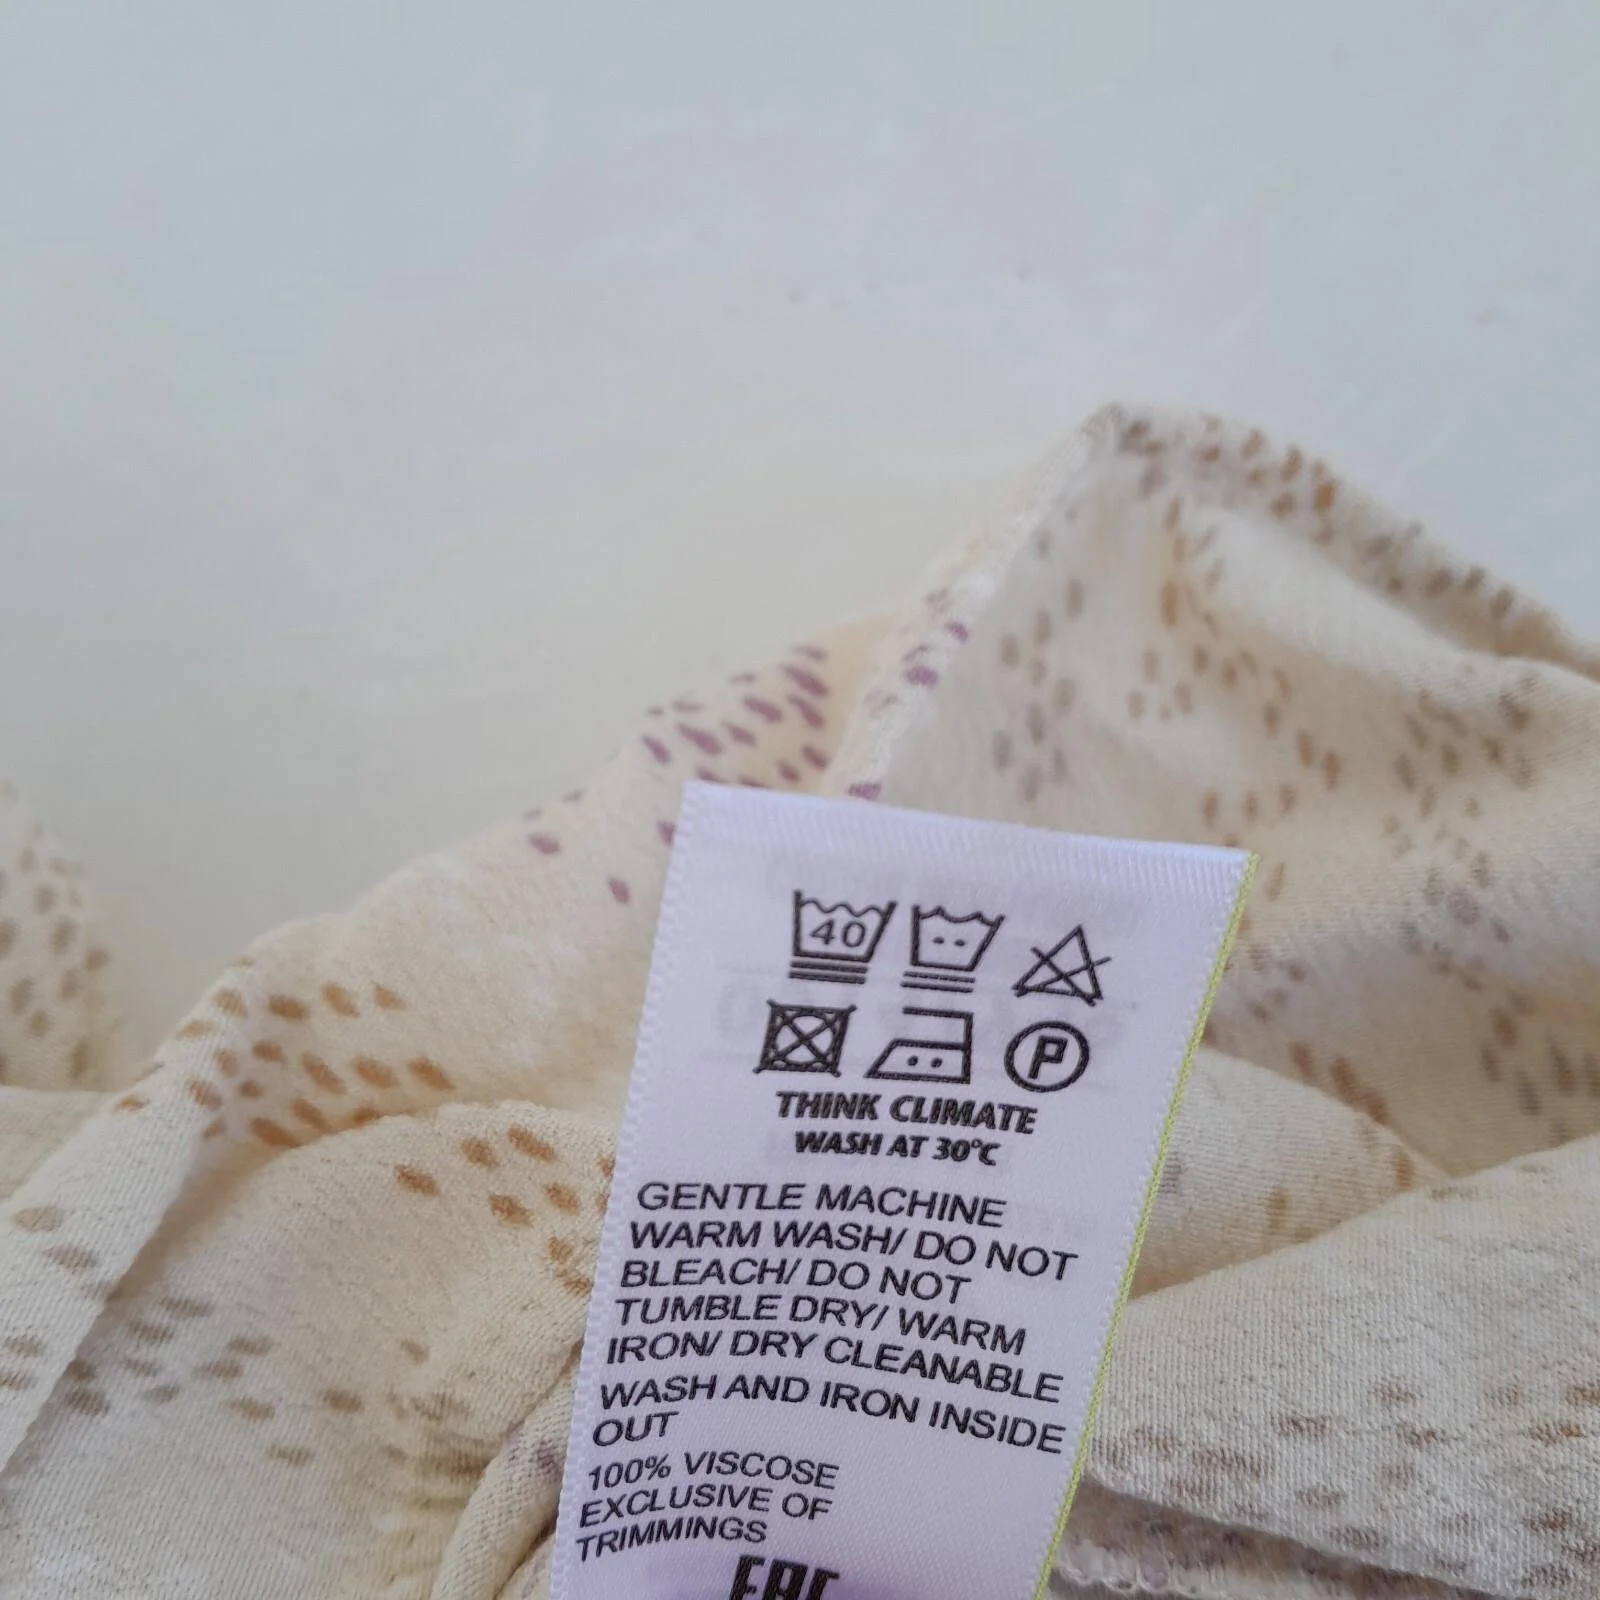 40
P
THINK CLIMATE
WASH AT 30°C
GENTLE MACHINE
WARM WASH/ DO NOT
BLEACH/ DO NOT
TUMBLE DRY/ WARM
IRON/ DRY CLEANABLE
WASH AND IRON INSIDE
OUT
100% VISCOSE
EXCLUSIVE OF
TRIMMINGS
EAC